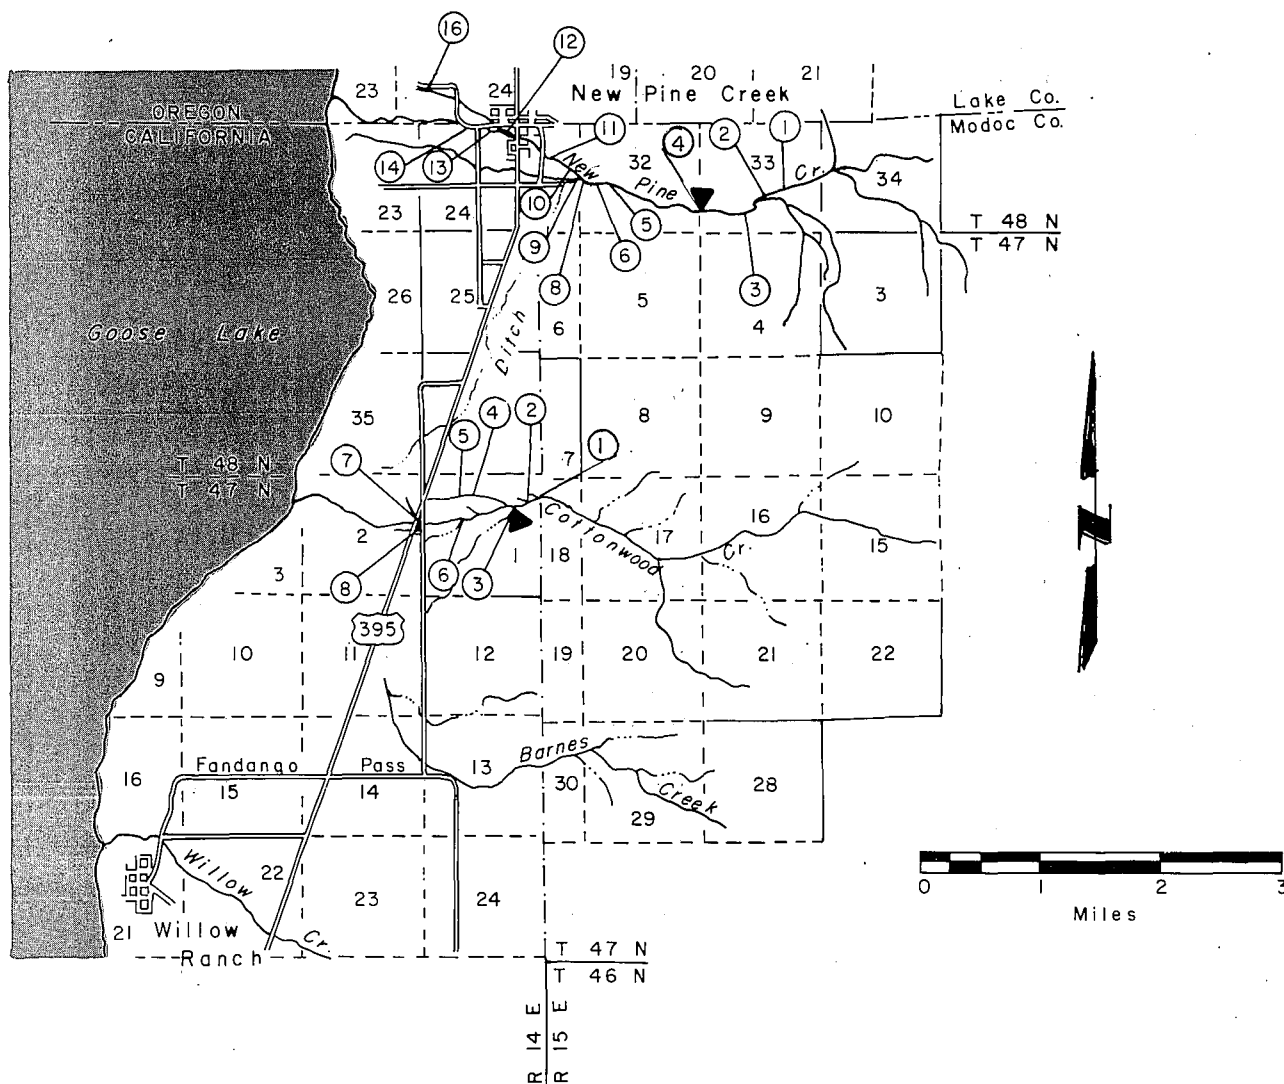 16
12
23
24
19
20
21
New Pine Creek
OREGON
CALIFORNIA
Lake Co.
Modoc Co.
14
13
11
4
2
1
32
33
34
New Pine Cr.
23
24
10
9
8
6
5
3
T 48 N
T 47 N
26
25
6
5
4
3
Goose Lake
Ditch
35
8
9
10
7
5
4
2
1
7
T 48 N
T 47 N
2
1
18
17
16
15
Cottonwood Cr.
8
6
3
3
395
9
10
11
12
19
20
21
22
16
15
14
13
30
29
28
Fandango Pass
Barnes Creek
Willow Cr.
22
23
24
21
Willow
Ranch
0 1 2 3
Miles
T 47 N
T 46 N
R 14 E
R 15 E